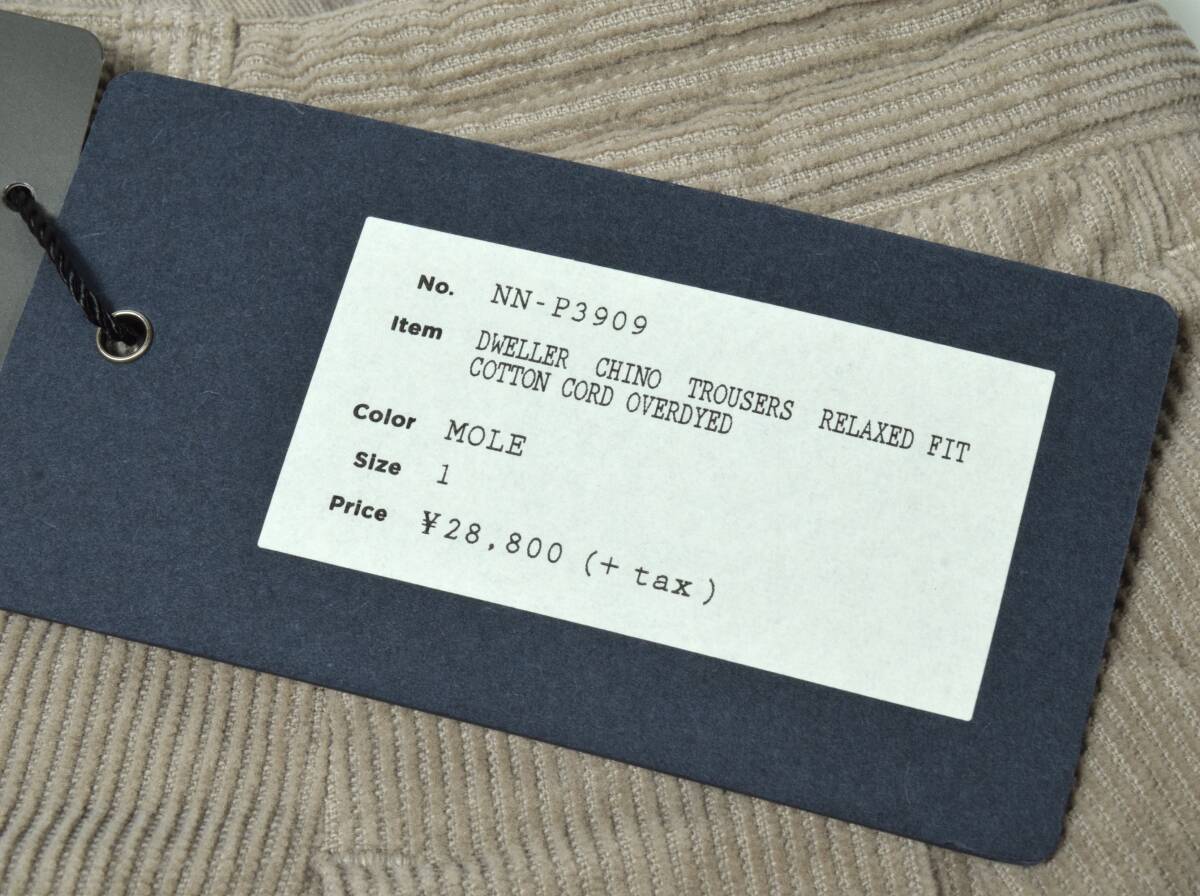 No. NN-P3909
Item DWELLER CHINO TROUSERS RELAXED FIT
COTTON CORD OVERDYED
Color MOLE
Size 1
Price ¥28,800 (+ tax)